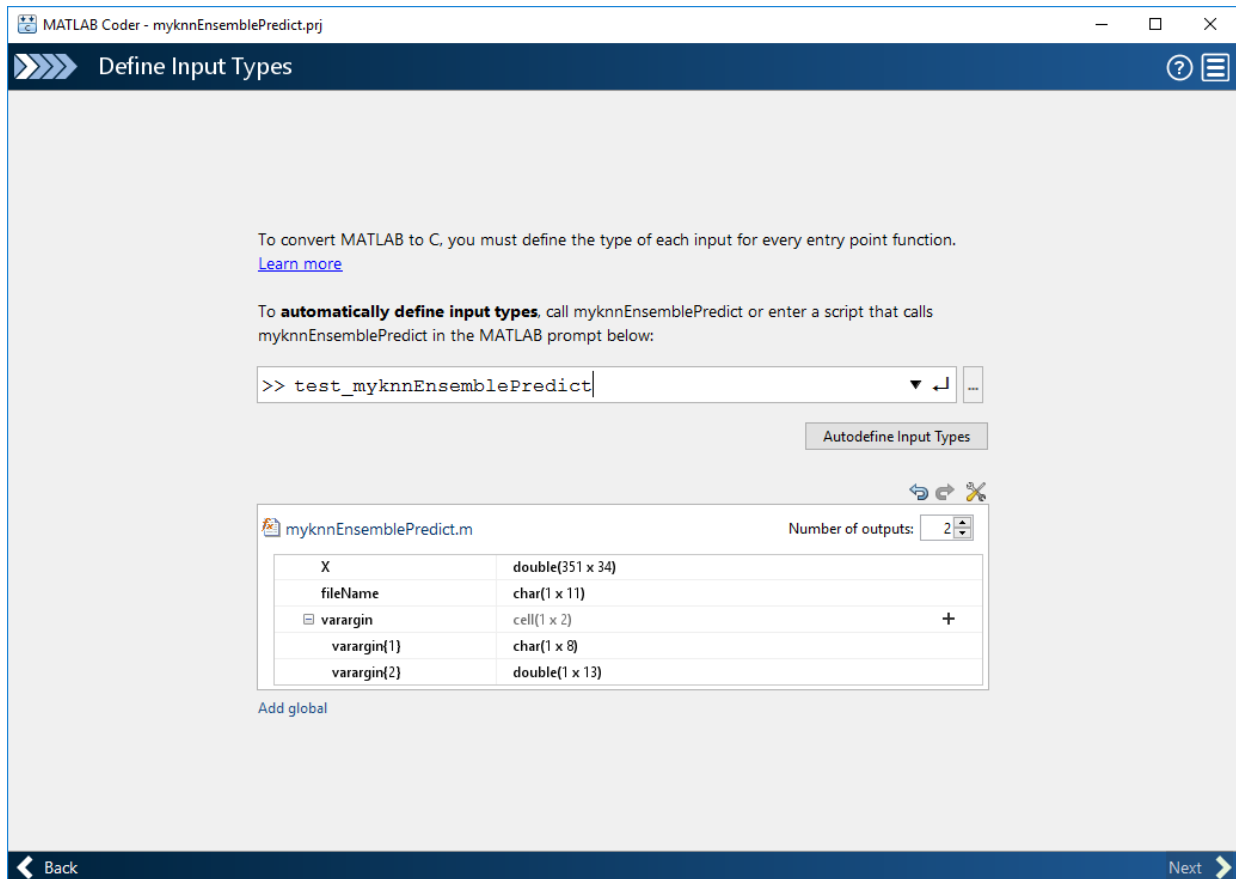 MATLAB Coder - myknnEnsemblePredict.prj
Define Input Types
To convert MATLAB to C, you must define the type of each input for every entry point function.
Learn more
To automatically define input types, call myknnEnsemblePredict or enter a script that calls
myknnEnsemblePredict in the MATLAB prompt below:
>> test_myknnEnsemblePredict
...
Autodefine Input Types
myknnEnsemblePredict.m Number of outputs: 2
X double(351 x 34)
fileName char(1 x 11)
varargin cell(1 x 2) +
varargin{1} char(1 x 8)
varargin{2} double(1 x 13)
Add global
Back Next